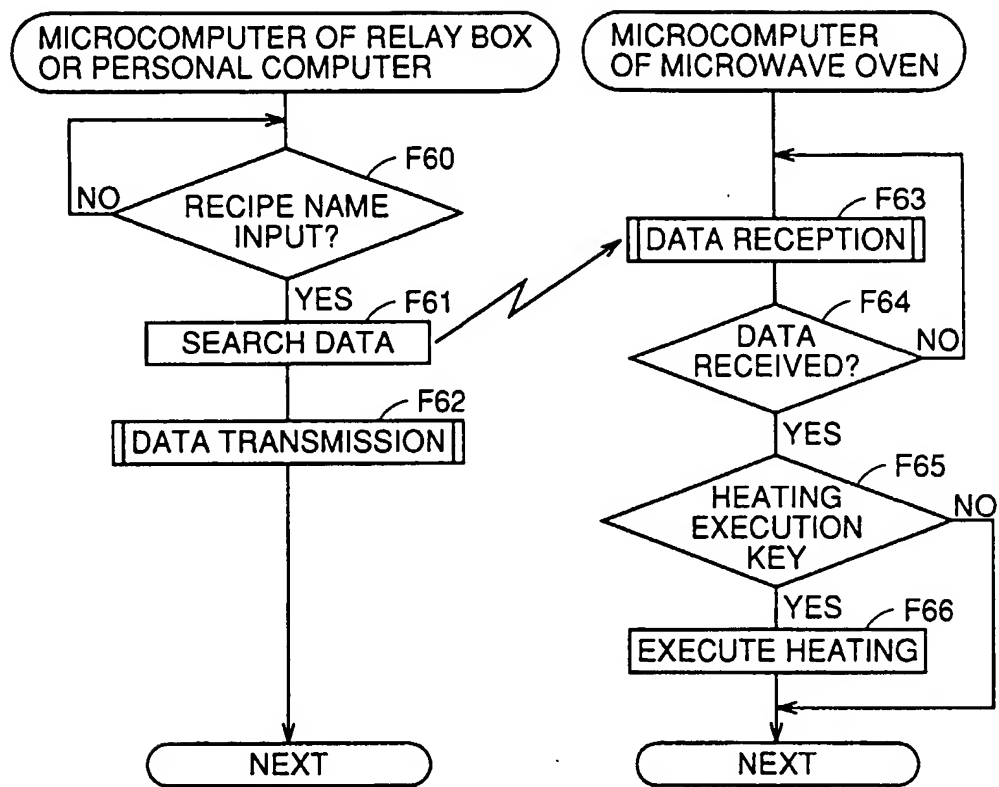 MICROCOMPUTER OF RELAY BOX
OR PERSONAL COMPUTER
F60
NO
RECIPE NAME
INPUT?
YES
F61
SEARCH DATA
F62
DATA TRANSMISSION
NEXT
MICROCOMPUTER
OF MICROWAVE OVEN
F63
DATA RECEPTION
F64
DATA
RECEIVED?
NO
YES
F65
HEATING
EXECUTION
KEY
NO
YES
F66
EXECUTE HEATING
NEXT